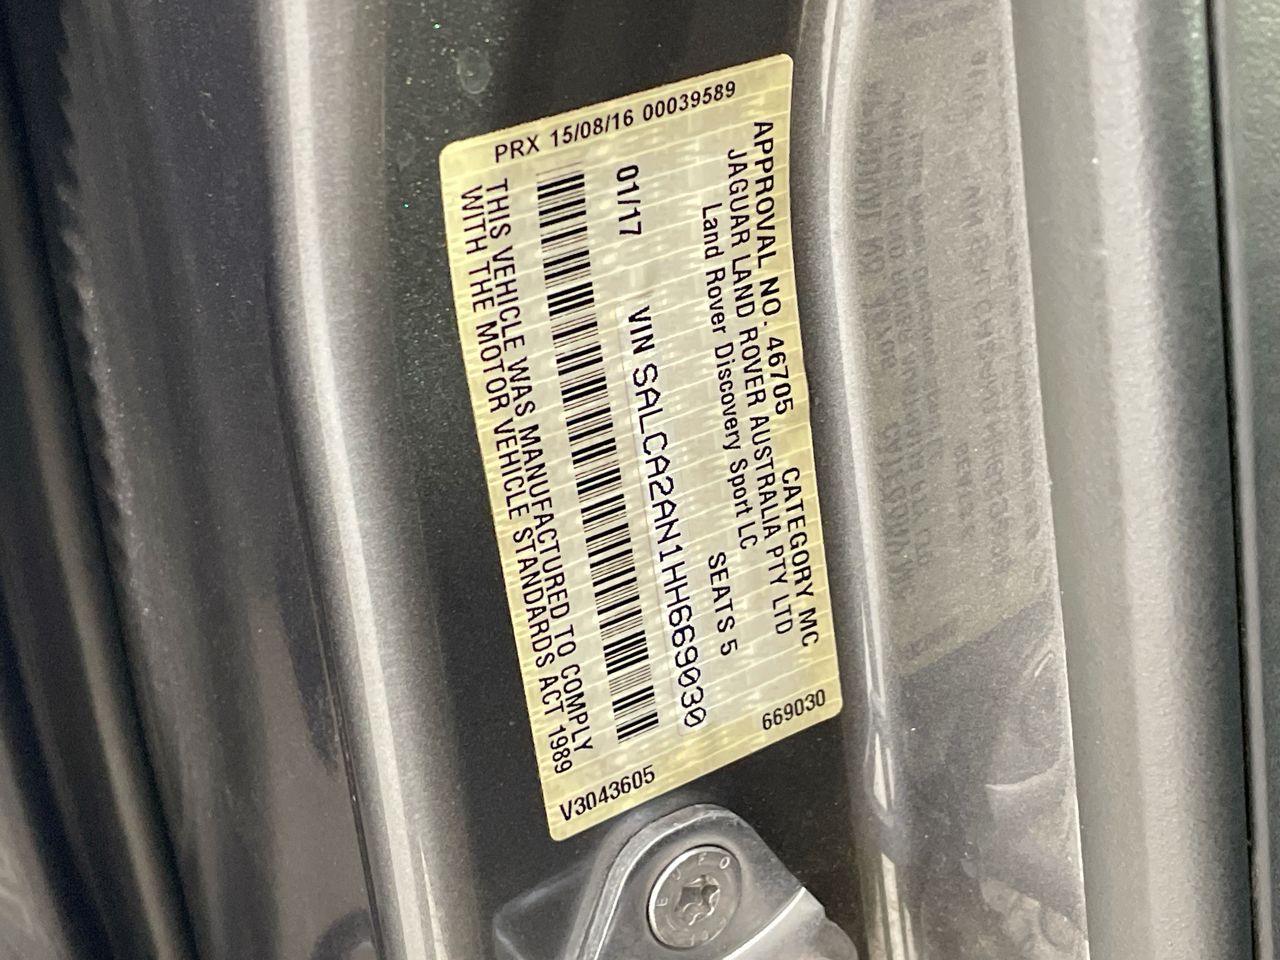 APPROVAL NO. 46705 CATEGORY MC
JAGUAR LAND ROVER AUSTRALIA PTY LTD
Land Rover Discovery Sport LC SEATS 5
01/17 VIN SALCA2AN1HH669030
THIS VEHICLE WAS MANUFACTURED TO COMPLY
WITH THE MOTOR VEHICLE STANDARDS ACT 1989
PRX 15/08/16 00039589
V3043605
669030